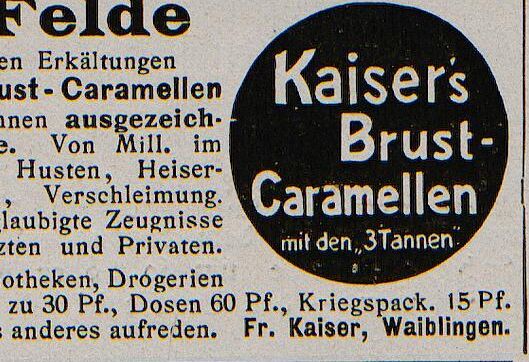 Felde
en Erkältungen
ust-Caramellen
nnen ausgezeich-
e. Von Mill. im
Husten, Heiser-
, Verschleimung.
glaubigte Zeugnisse
zten und Privaten.
otheken, Drogerien
zu 30 Pf., Dosen 60 Pf., Kriegspack. 15 Pf.
s anderes aufreden. Fr. Kaiser, Waiblingen.
Kaiser's
Brust-
Caramellen
mit den „3 Tannen"